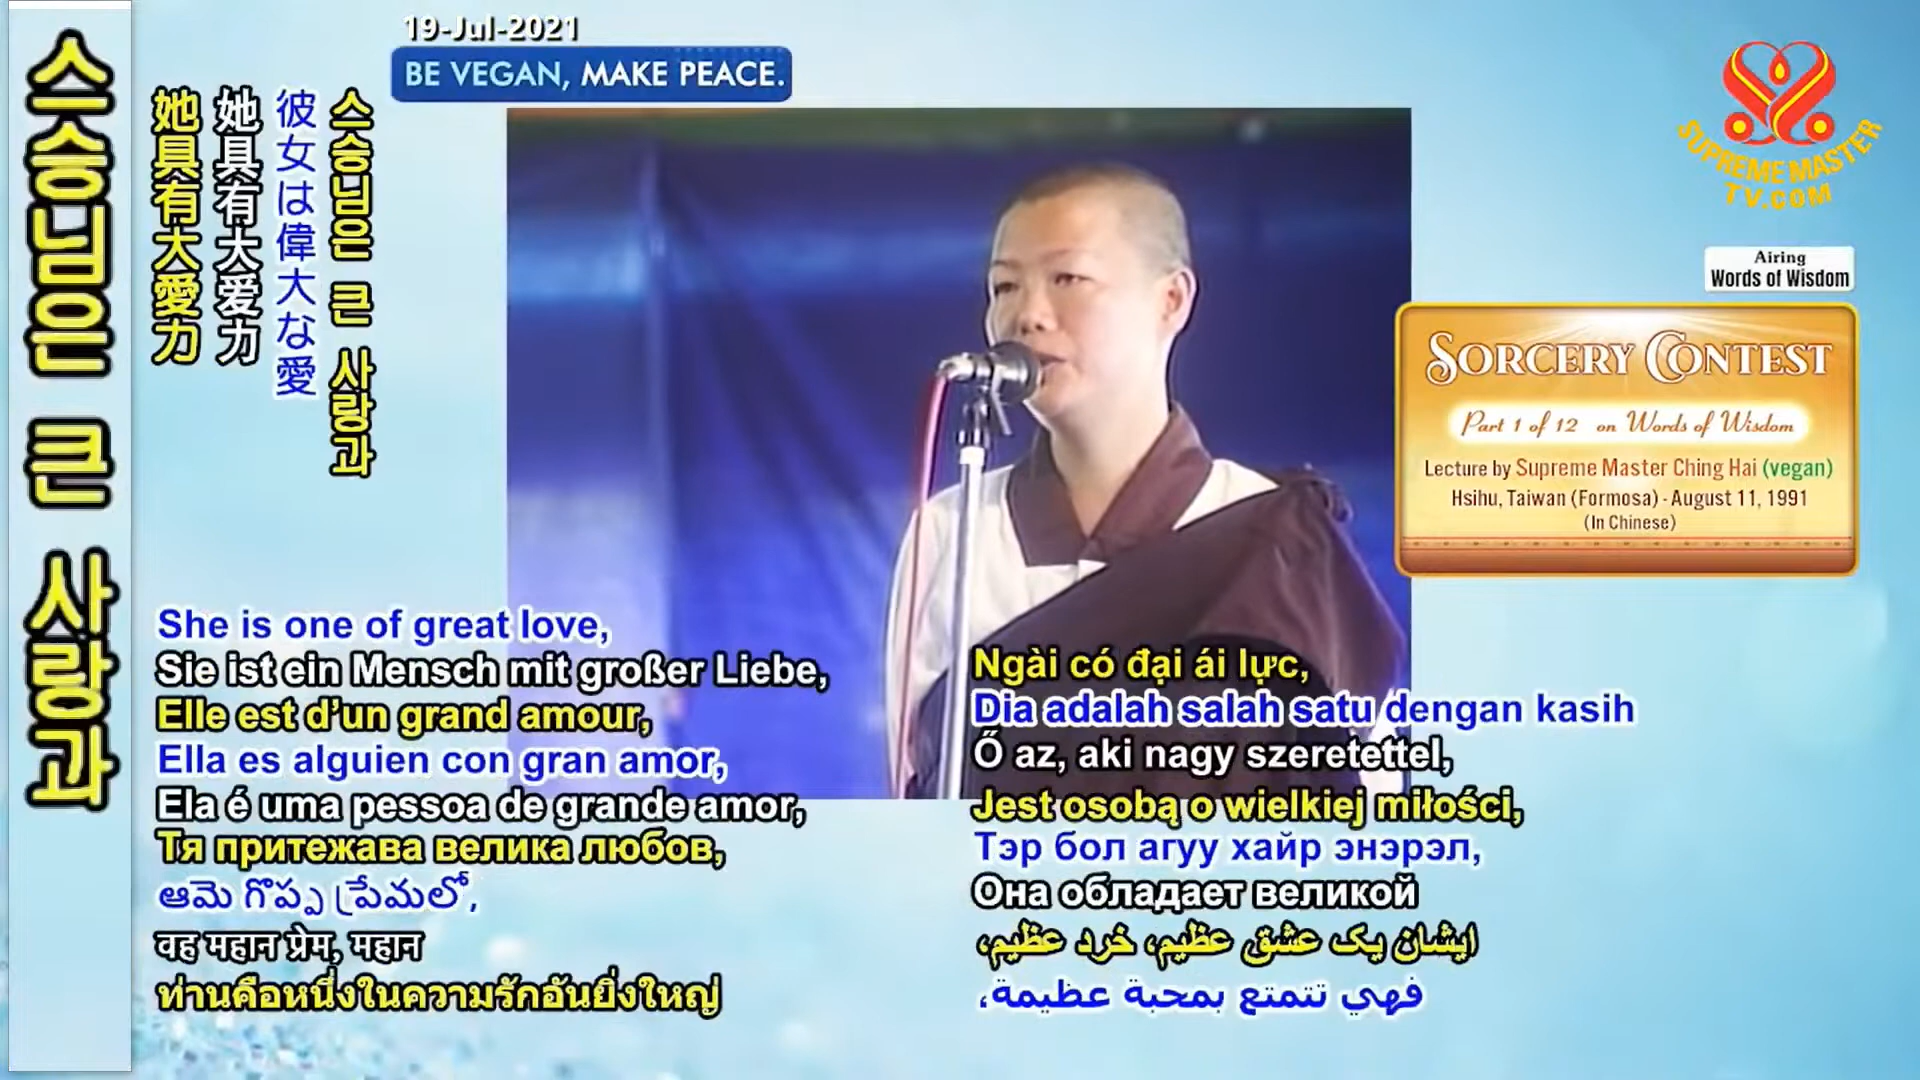 19-Jul-2021
BE VEGAN, MAKE PEACE.
스승님은 큰 사랑과
她具有大愛力
她具有大爱力
彼女は偉大な愛
스승님은 큰 사랑과
SUPREME MASTER
TV.COM
Airing
Words of Wisdom
SORCERY CONTEST
Part 1 of 12 on Words of Wisdom
Lecture by Supreme Master Ching Hai (vegan)
Hsihu, Taiwan (Formosa) - August 11, 1991
(In Chinese)
She is one of great love,
Sie ist ein Mensch mit großer Liebe,
Elle est d’un grand amour,
Ella es alguien con gran amor,
Ela é uma pessoa de grande amor,
Тя притежава велика любов,
ఆమె గొప్ప ప్రేమలో,
वह महान प्रेम, महान
ท่านคือหนึ่งในความรักอันยิ่งใหญ่
Ngài có đại ái lực,
Dia adalah salah satu dengan kasih
Ő az, aki nagy szeretettel,
Jest osobą o wielkiej miłości,
Тэр бол агуу хайр энэрэл,
Она обладает великой
ایشان یک عشق عظیم، خرد عظیم،
فهي تتمتع بمحبة عظيمة،